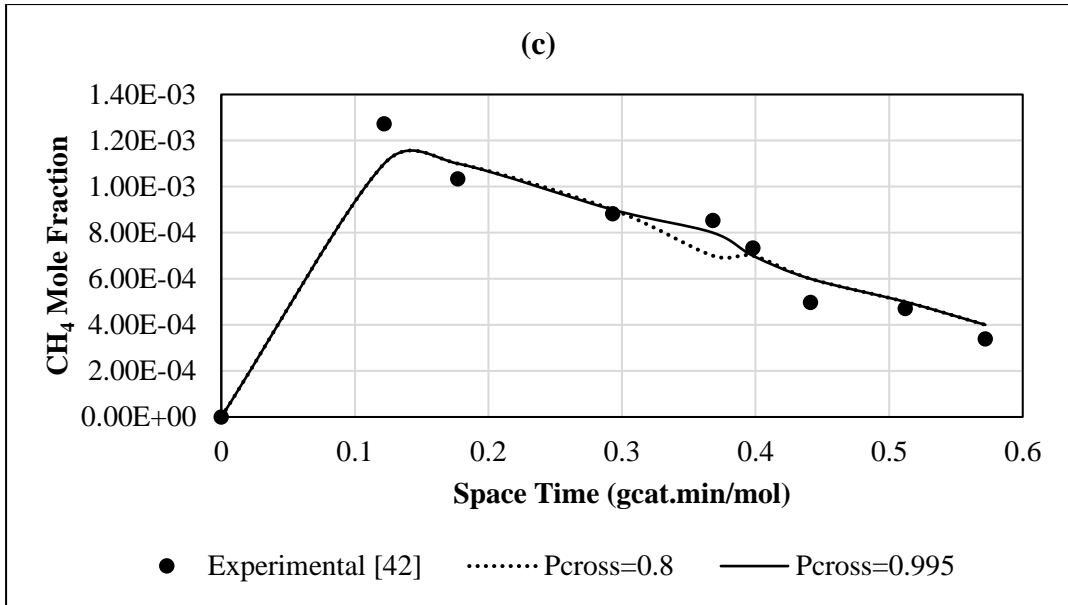 (c)
1.40E-03
1.20E-03
1.00E-03
8.00E-04
6.00E-04
4.00E-04
2.00E-04
0.00E+00
CH₄ Mole Fraction
0 0.1 0.2 0.3 0.4 0.5 0.6
Space Time (gcat.min/mol)
Experimental [42] Pcross=0.8 Pcross=0.995